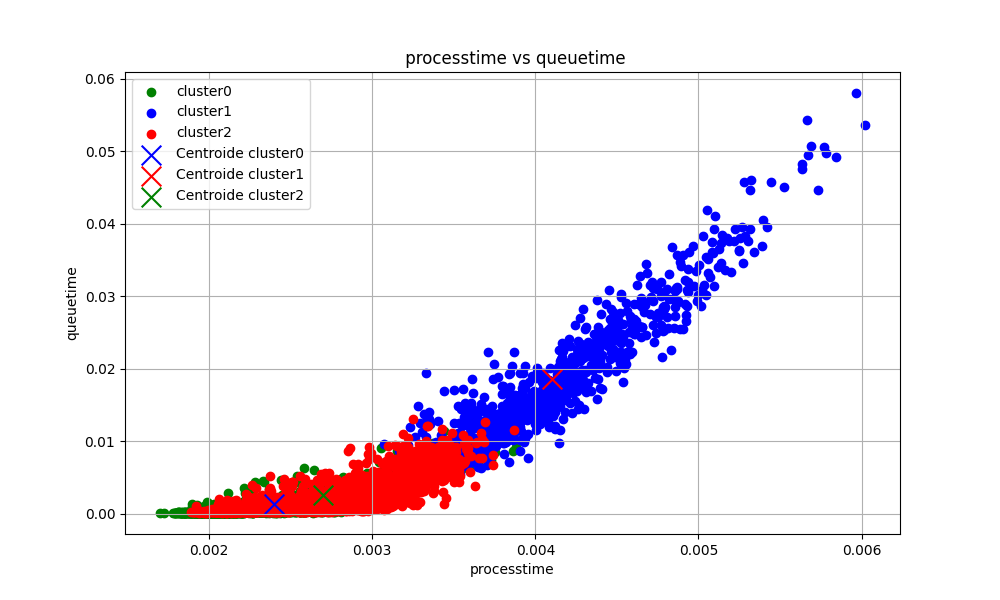 processtime vs queuetime
cluster0
cluster1
cluster2
Centroide cluster0
Centroide cluster1
Centroide cluster2
queuetime
0.06
0.05
0.04
0.03
0.02
0.01
0.00
0.002 0.003 0.004 0.005 0.006
processtime